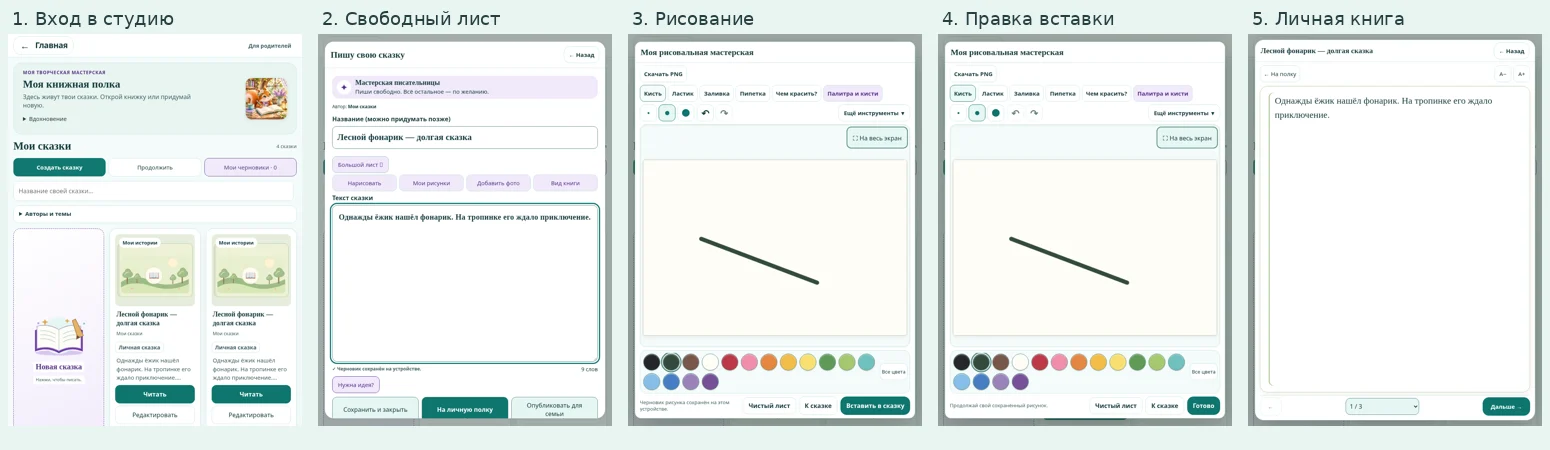 1. Вход в студию
← Главная
Для родителей
МОЯ ТВОРЧЕСКАЯ МАСТЕРСКАЯ
Моя книжная полка
Здесь живут твои сказки. Открой книжку или придумай
новую.
▶ Вдохновение
Мои сказки
4 сказки
Создать сказку
Продолжить
Мои черновики · 0
Название своей сказки...
▶ Авторы и темы
Новая сказка
Нажми, чтобы писать.
Мои истории
Лесной фонарик —
долгая сказка
Мои сказки
Личная сказка
Однажды ёжик нашёл
фонарик. На тропинке его
ждало приключение....
Читать
Редактировать
Мои истории
Лесной фонарик —
долгая сказка
Мои сказки
Личная сказка
Однажды ёжик нашёл
фонарик. На тропинке его
ждало приключение....
Читать
Редактировать
2. Свободный лист
Пишу свою сказку
← Назад
Мастерская писательницы
Пиши свободно. Всё остальное — по желанию.
Автор: Мои сказки
Название (можно придумать позже)
Лесной фонарик — долгая сказка
Большой лист
Нарисовать
Мои рисунки
Добавить фото
Вид книги
Текст сказки
Однажды ёжик нашёл фонарик. На тропинке его ждало приключение.
✓ Черновик сохранён на устройстве.
9 слов
Нужна идея?
Сохранить и закрыть
На личную полку
Опубликовать для
семьи
3. Рисование
Моя рисовальная мастерская
Скачать PNG
Кисть
Ластик
Заливка
Пипетка
Чем красить?
Палитра и кисти
Ещё инструменты ▾
На весь экран
Все цвета
Черновик рисунка сохранён на этом
устройстве.
Чистый лист
К сказке
Вставить в сказку
4. Правка вставки
Моя рисовальная мастерская
Скачать PNG
Кисть
Ластик
Заливка
Пипетка
Чем красить?
Палитра и кисти
Ещё инструменты ▾
На весь экран
Все цвета
Продолжай свой сохранённый рисунок.
Чистый лист
К сказке
Готово
5. Личная книга
Лесной фонарик — долгая сказка
← Назад
← На полку
A−
A+
Однажды ёжик нашёл фонарик. На тропинке его ждало
приключение.
←
1 / 3
Дальше →